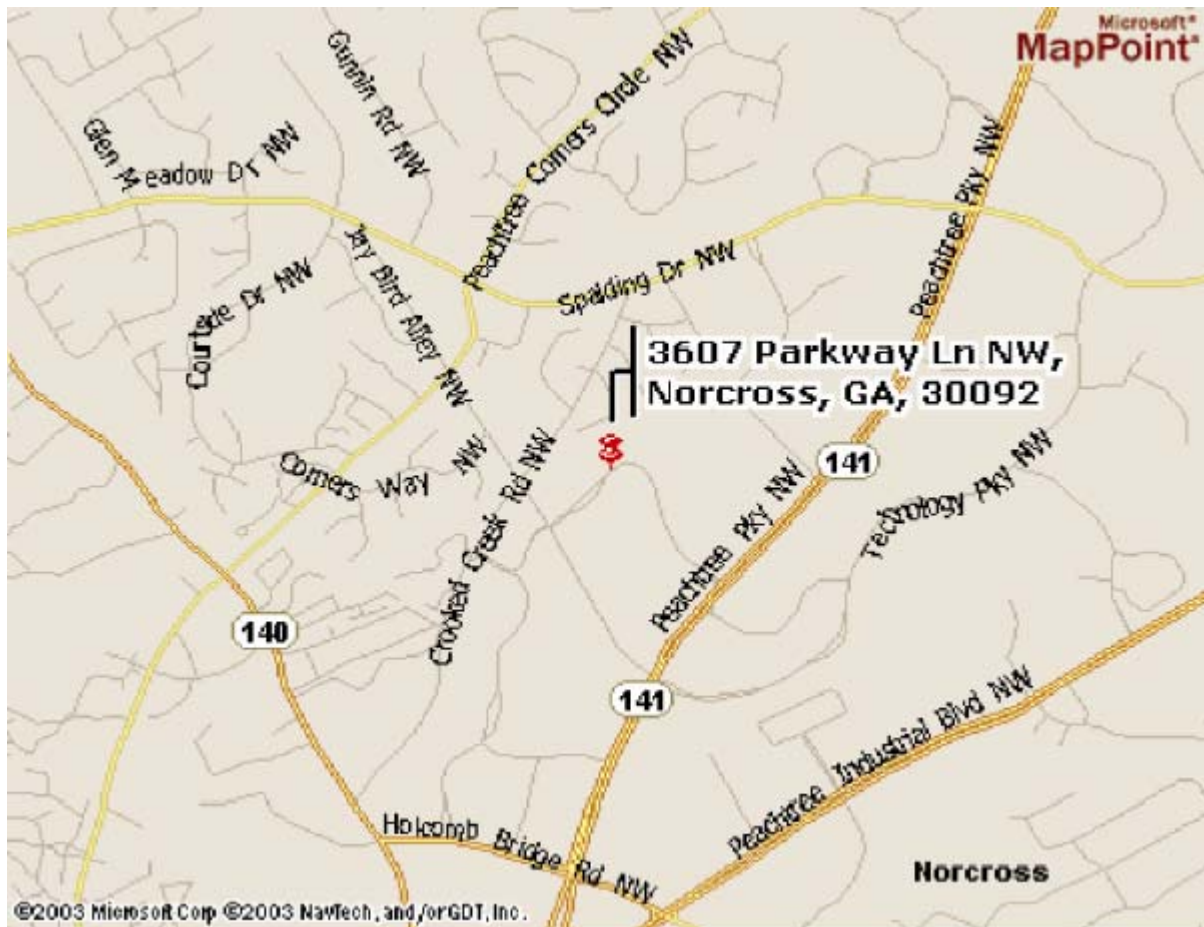 Microsoft®
MapPoint®
Gunnin Rd NW
Peachtree Corners Circle NW
Glen Meadow Dr NW
Peachtree Pky NW
Jay Bird Alley NW
Spalding Dr NW
Courtside Dr NW
3607 Parkway Ln NW,
Norcross, GA, 30092
Corners Way NW
Crooked Creek Rd NW
141
Peachtree Pky NW
Technology Pky NW
140
141
Peachtree Industrial Blvd NW
Holcomb Bridge Rd NW
Norcross
©2003 Microsoft Corp ©2003 NavTech, and/or GDT, Inc.